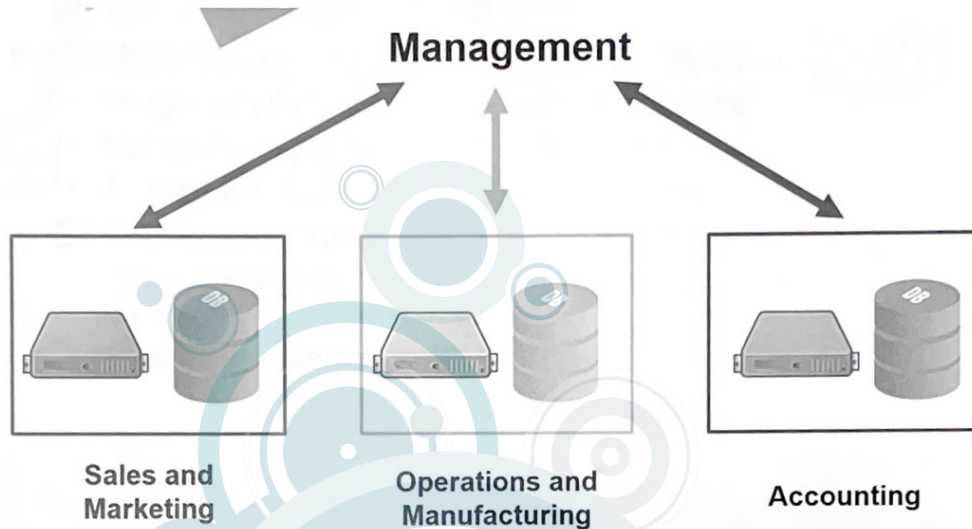 Management
DB
DB
DB
Sales and
Marketing
Operations and
Manufacturing
Accounting